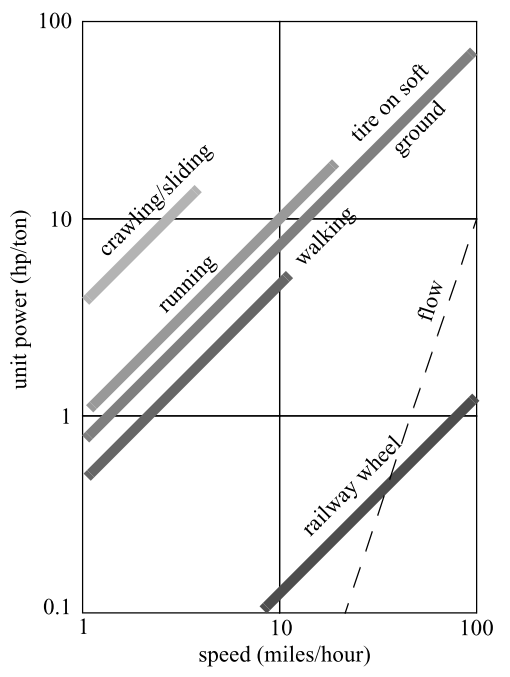 100
tire on soft
ground
crawling/sliding
10
walking
running
flow
unit power (hp/ton)
1
railway wheel
0.1
1
10
100
speed (miles/hour)